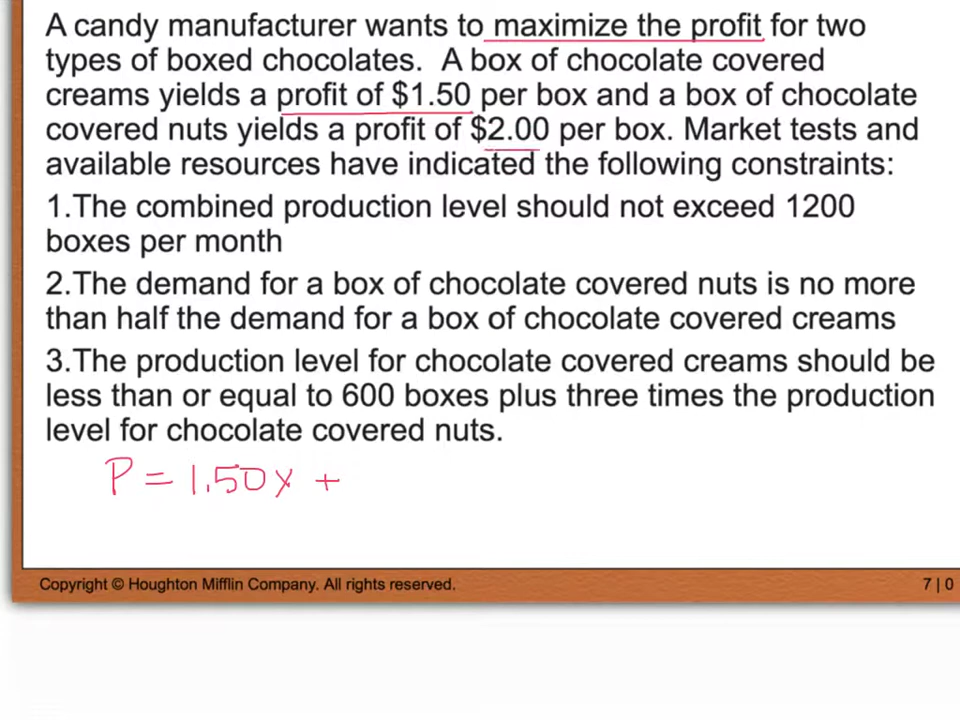 A candy manufacturer wants to maximize the profit for two
types of boxed chocolates. A box of chocolate covered
creams yields a profit of $1.50 per box and a box of chocolate
covered nuts yields a profit of $2.00 per box. Market tests and
available resources have indicated the following constraints:
1.The combined production level should not exceed 1200
boxes per month
2.The demand for a box of chocolate covered nuts is no more
than half the demand for a box of chocolate covered creams
3.The production level for chocolate covered creams should be
less than or equal to 600 boxes plus three times the production
level for chocolate covered nuts.
P = 1.50x +
Copyright © Houghton Mifflin Company. All rights reserved. 7 | 0